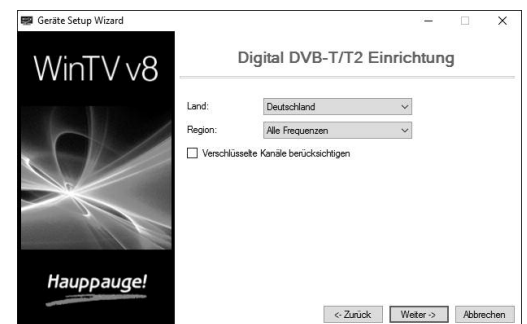 Geräte Setup Wizard
WinTV v8
Digital DVB-T/T2 Einrichtung
Land:
Deutschland
Region:
Alle Frequenzen
Verschlüsselte Kanäle berücksichtigen
Hauppauge!
<- Zurück
Weiter ->
Abbrechen